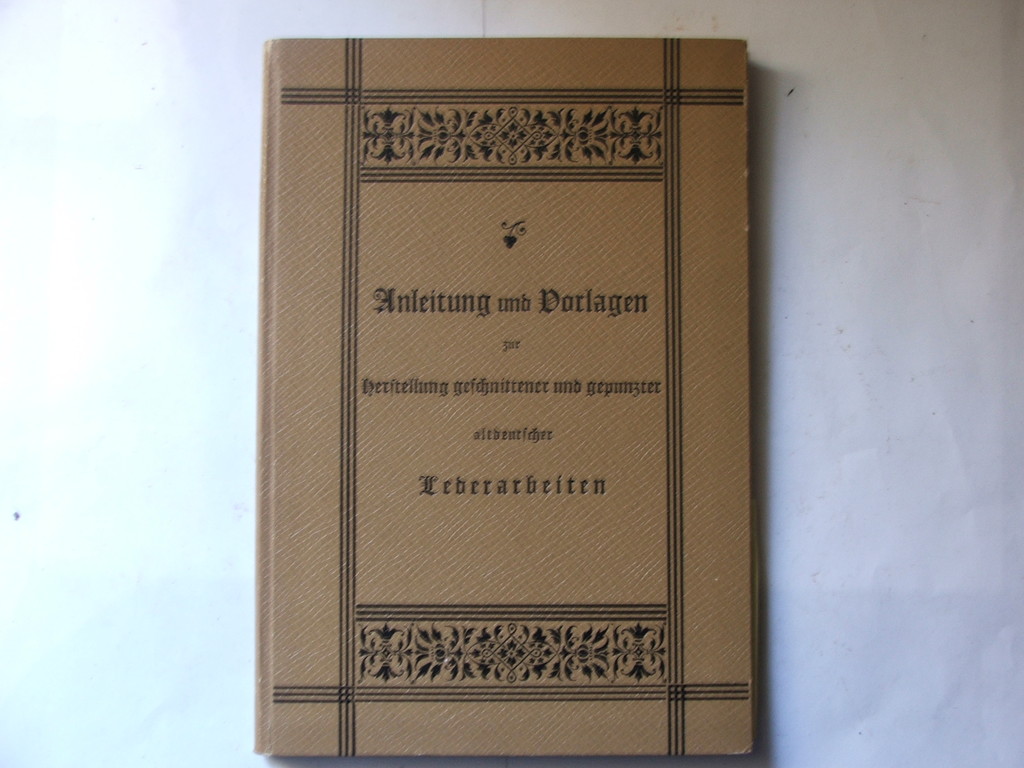 Anleitung und Vorlagen
zur
Herstellung geschnittener und gepunzter
altdeutscher
Lederarbeiten